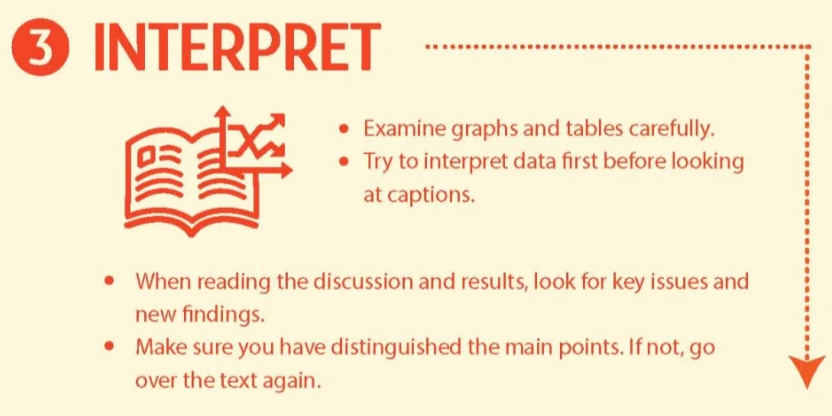 3 INTERPRET
• Examine graphs and tables carefully.
• Try to interpret data first before looking
at captions.
• When reading the discussion and results, look for key issues and
new findings.
• Make sure you have distinguished the main points. If not, go
over the text again.